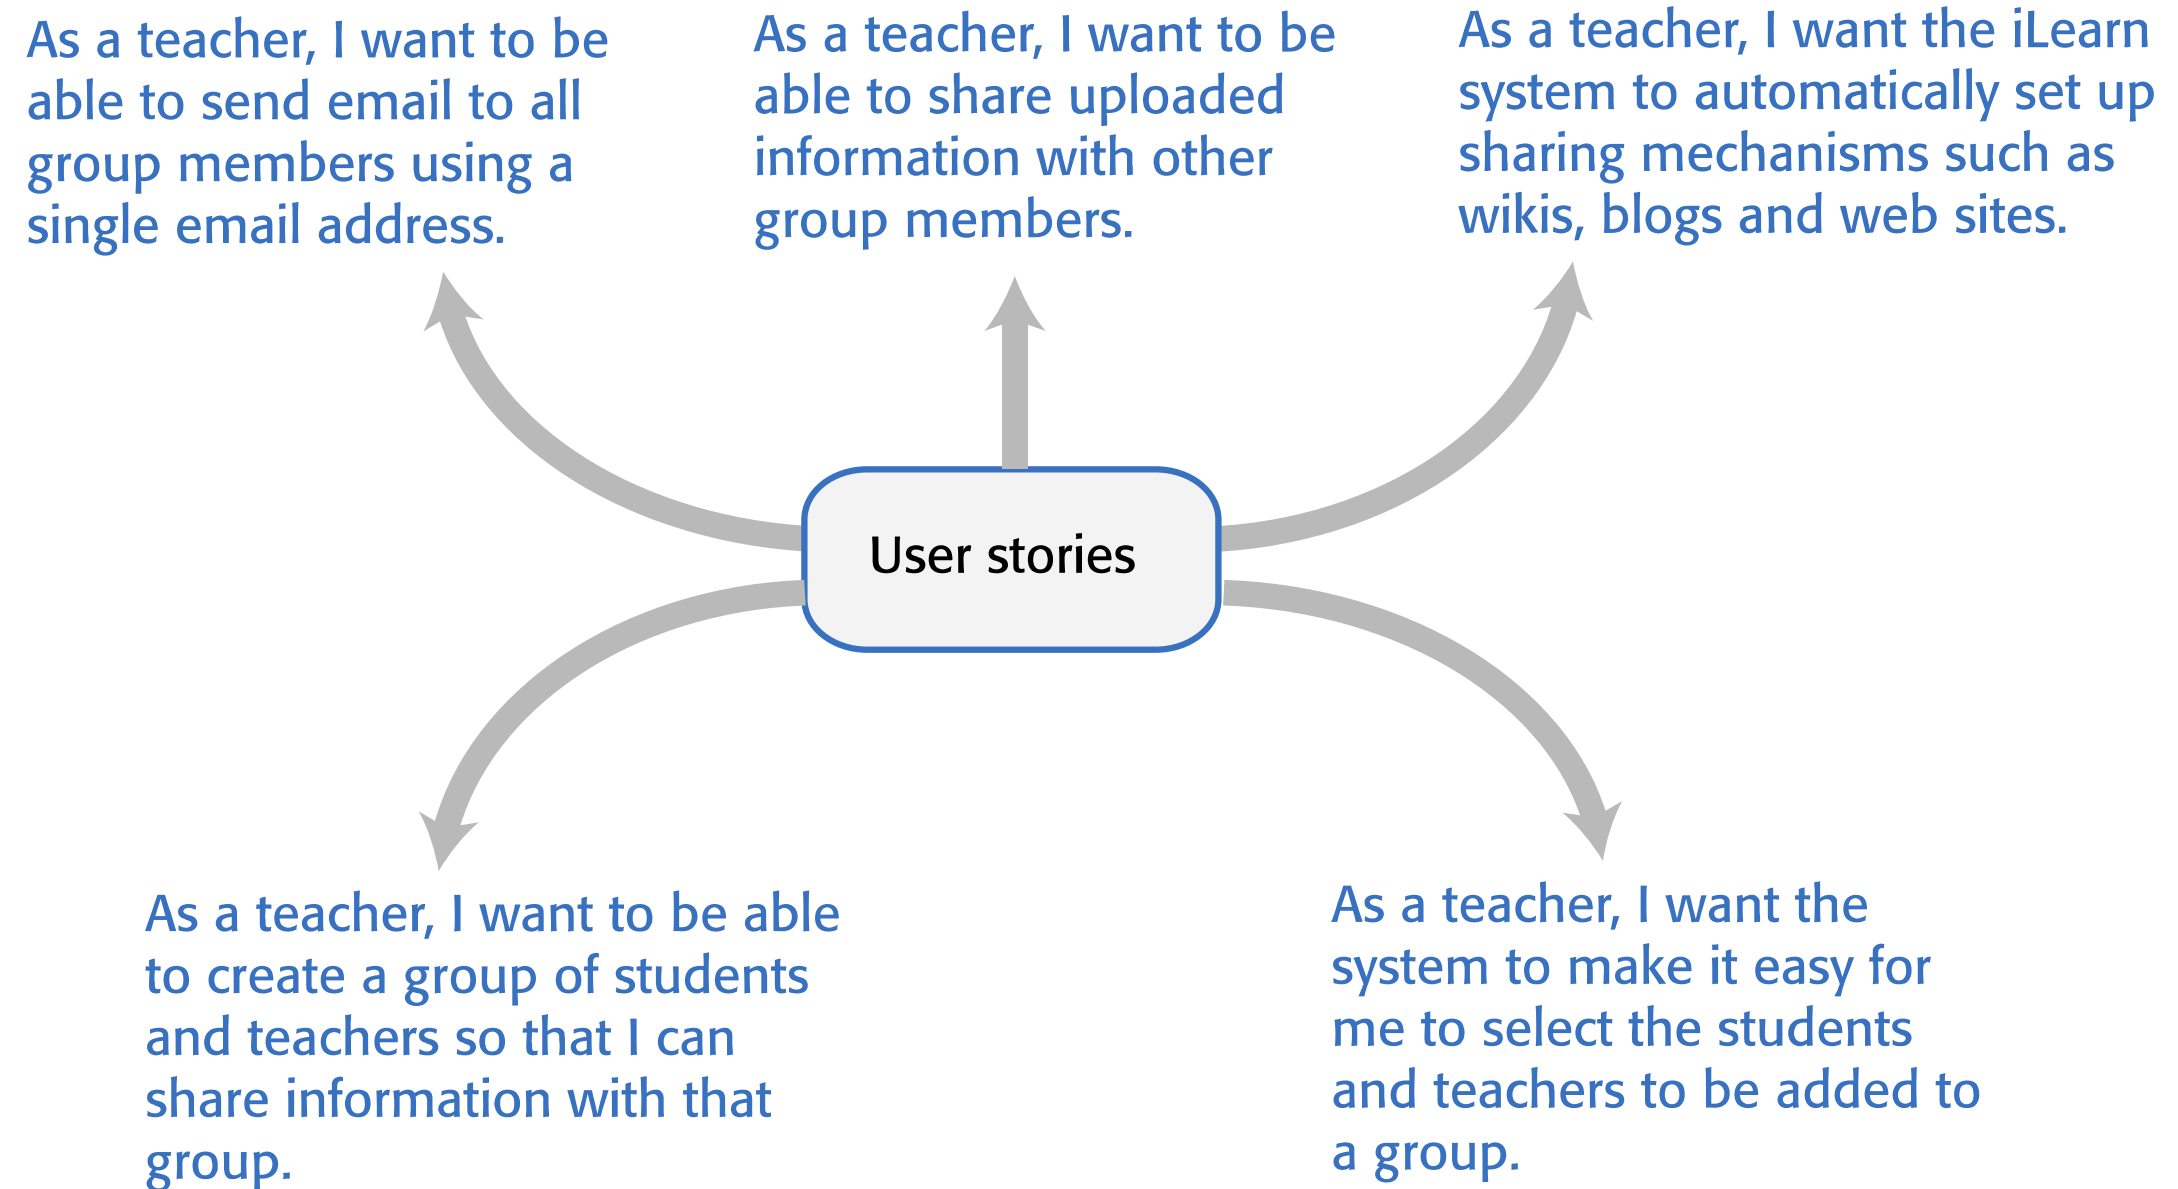 As a teacher, I want to be
able to send email to all
group members using a
single email address.
As a teacher, I want to be
able to share uploaded
information with other
group members.
As a teacher, I want the iLearn
system to automatically set up
sharing mechanisms such as
wikis, blogs and web sites.
User stories
As a teacher, I want to be able
to create a group of students
and teachers so that I can
share information with that
group.
As a teacher, I want the
system to make it easy for
me to select the students
and teachers to be added to
a group.